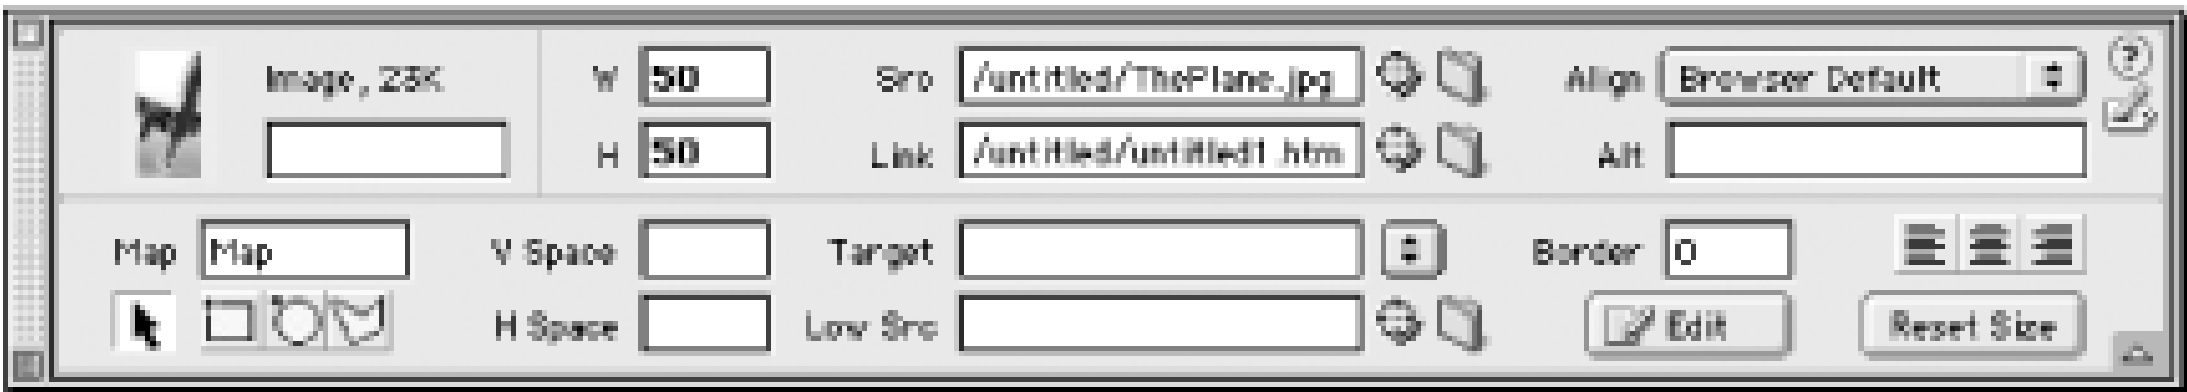 Image, 23K W 50 Src /untitled/ThePlane.jpg Align Browser Default ?
H 50 Link /untitled/untitled1.htm Alt
Map Map V Space Target Border 0
H Space Low Src Edit Reset Size